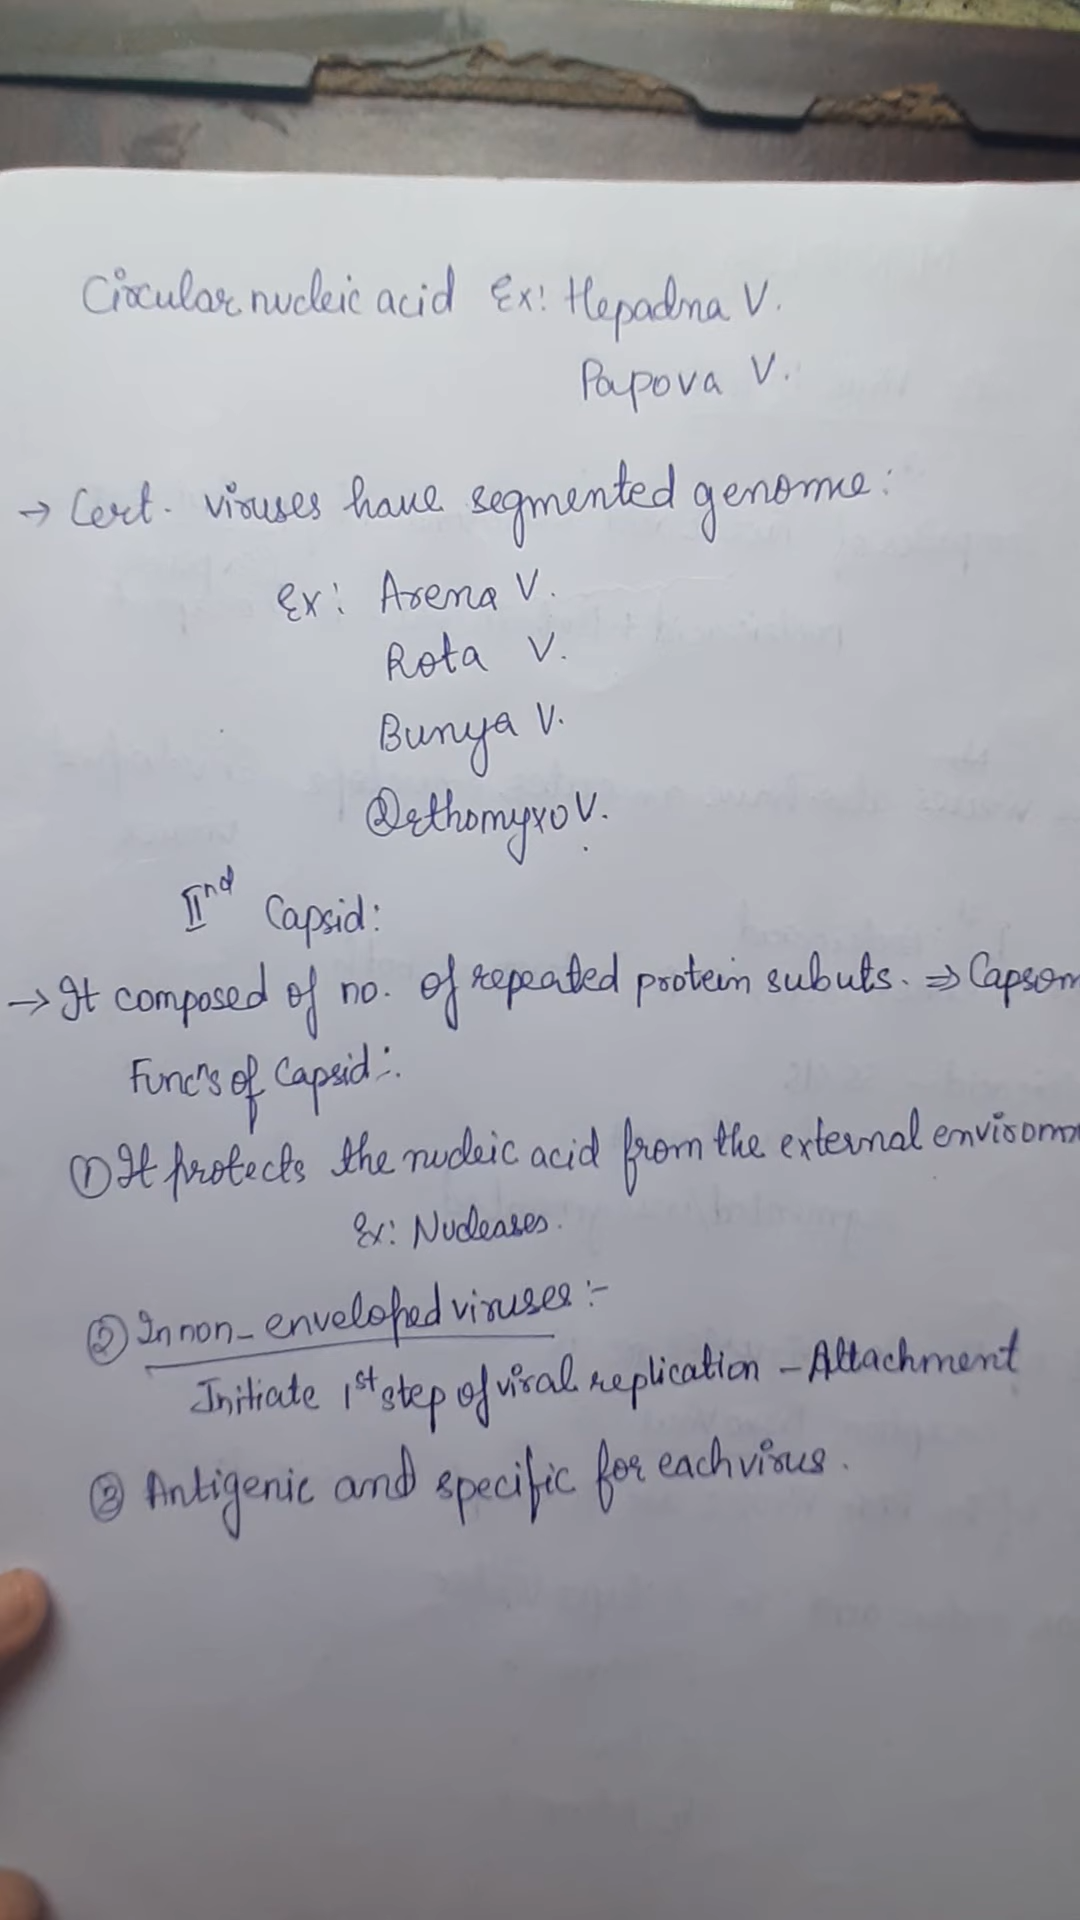 Circular nucleic acid Ex: Hepadna V.
Papova V.
→ Cert. viruses have segmented genome:
Ex: Arena V.
Rota V.
Bunya V.
Orthomyxo V.
IInd Capsid:
→ It composed of no. of repeated protein subuts. ⇒ Capsom
Func's of Capsid:
① It protects the nucleic acid from the external environm
Ex: Nucleases.
② In non-enveloped viruses :-
Initiate 1st step of viral replication - Attachment
③ Antigenic and specific for each virus.